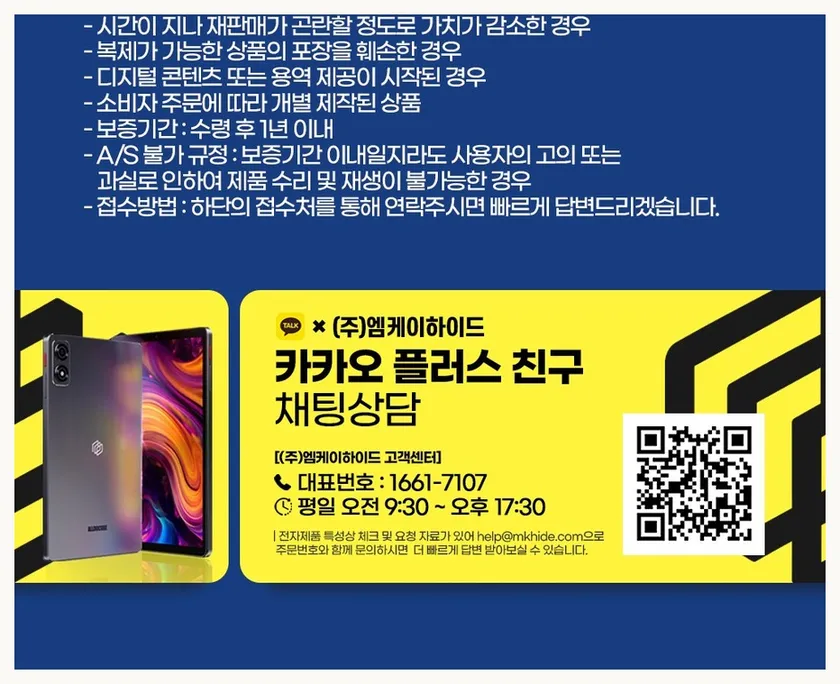 - 시간이 지나 재판매가 곤란할 정도로 가치가 감소한 경우
- 복제가 가능한 상품의 포장을 훼손한 경우
- 디지털 콘텐츠 또는 용역 제공이 시작된 경우
- 소비자 주문에 따라 개별 제작된 상품
- 보증기간 : 수령 후 1년 이내
- A/S 불가 규정 : 보증기간 이내일지라도 사용자의 고의 또는
과실로 인하여 제품 수리 및 재생이 불가능한 경우
- 접수방법 : 하단의 접수처를 통해 연락주시면 빠르게 답변드리겠습니다.
TALK × (주)엠케이하이드
카카오 플러스 친구
채팅상담
[(주)엠케이하이드 고객센터]
대표번호 : 1661-7107
평일 오전 9:30 ~ 오후 17:30
| 전자제품 특성상 체크 및 요청 자료가 있어 help@mkhide.com으로
주문번호와 함께 문의하시면 더 빠르게 답변 받아보실 수 있습니다.